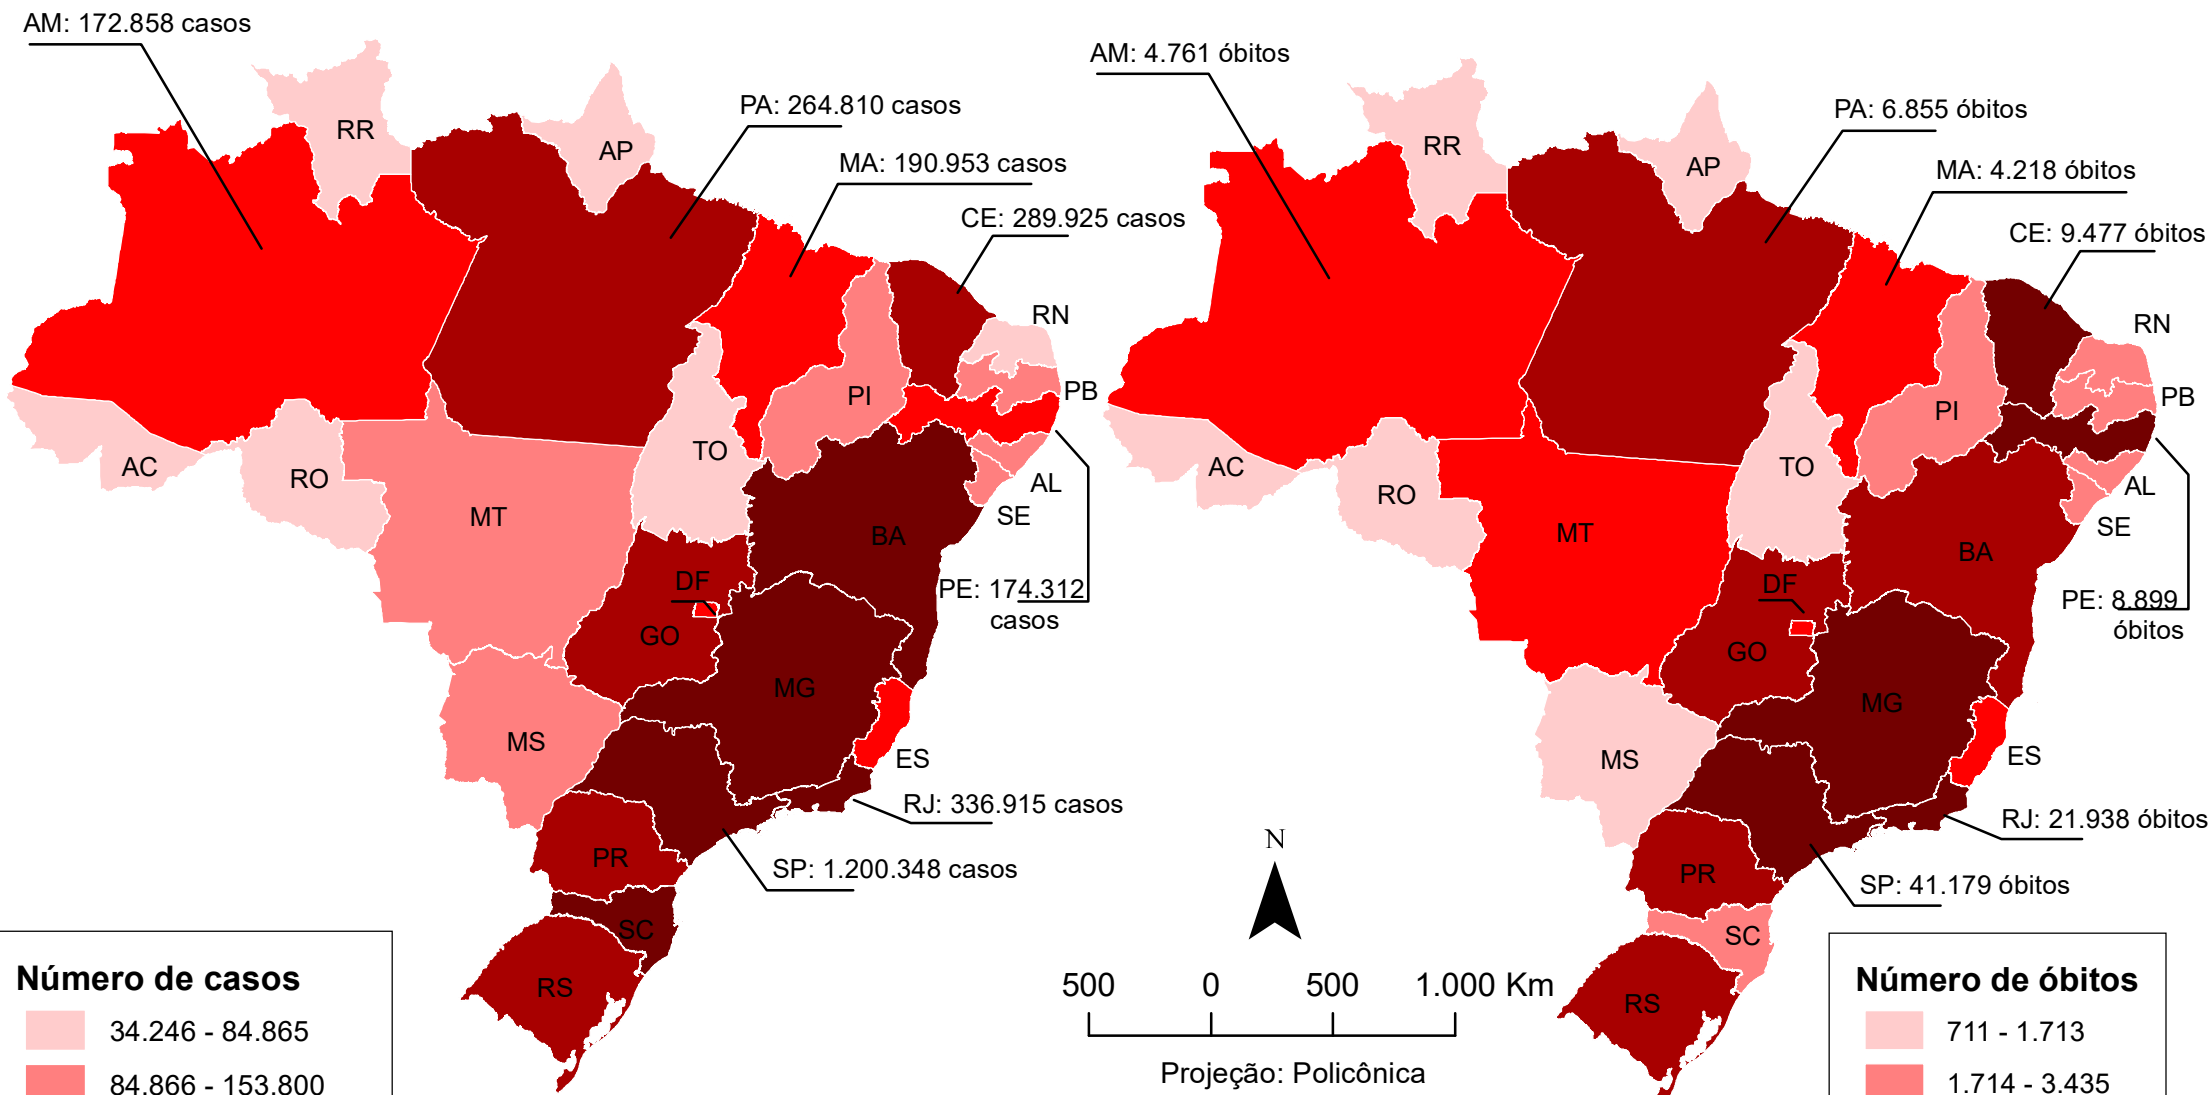 AM: 172.858 casos
RR
AP
PA: 264.810 casos
MA: 190.953 casos
CE: 289.925 casos
RN
PB
PI
TO
AC
RO
MT
AL
SE
BA
PE: 174.312
casos
DF
GO
MG
MS
ES
RJ: 336.915 casos
SP: 1.200.348 casos
PR
SC
RS
Número de casos
34.246 - 84.865
84.866 - 153.800
AM: 4.761 óbitos
RR
AP
PA: 6.855 óbitos
MA: 4.218 óbitos
CE: 9.477 óbitos
RN
PB
PI
TO
AC
RO
MT
AL
SE
BA
PE: 8.899
óbitos
DF
GO
MG
MS
ES
RJ: 21.938 óbitos
SP: 41.179 óbitos
PR
SC
RS
N
500 0 500 1.000 Km
Projeção: Policônica
Número de óbitos
711 - 1.713
1.714 - 3.435